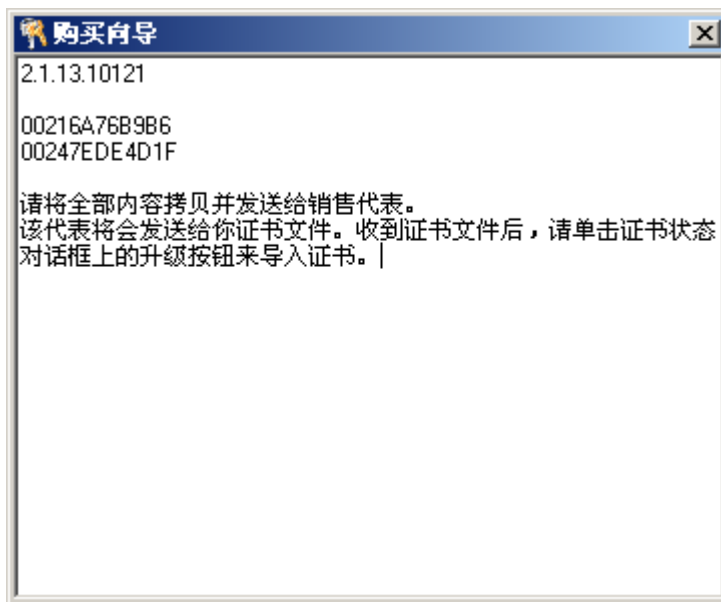 购买向导
2.1.13.10121
00216A76B9B6
00247EDE4D1F
请将全部内容拷贝并发送给销售代表。
该代表将会发送给你证书文件。收到证书文件后，请单击证书状态
对话框上的升级按钮来导入证书。